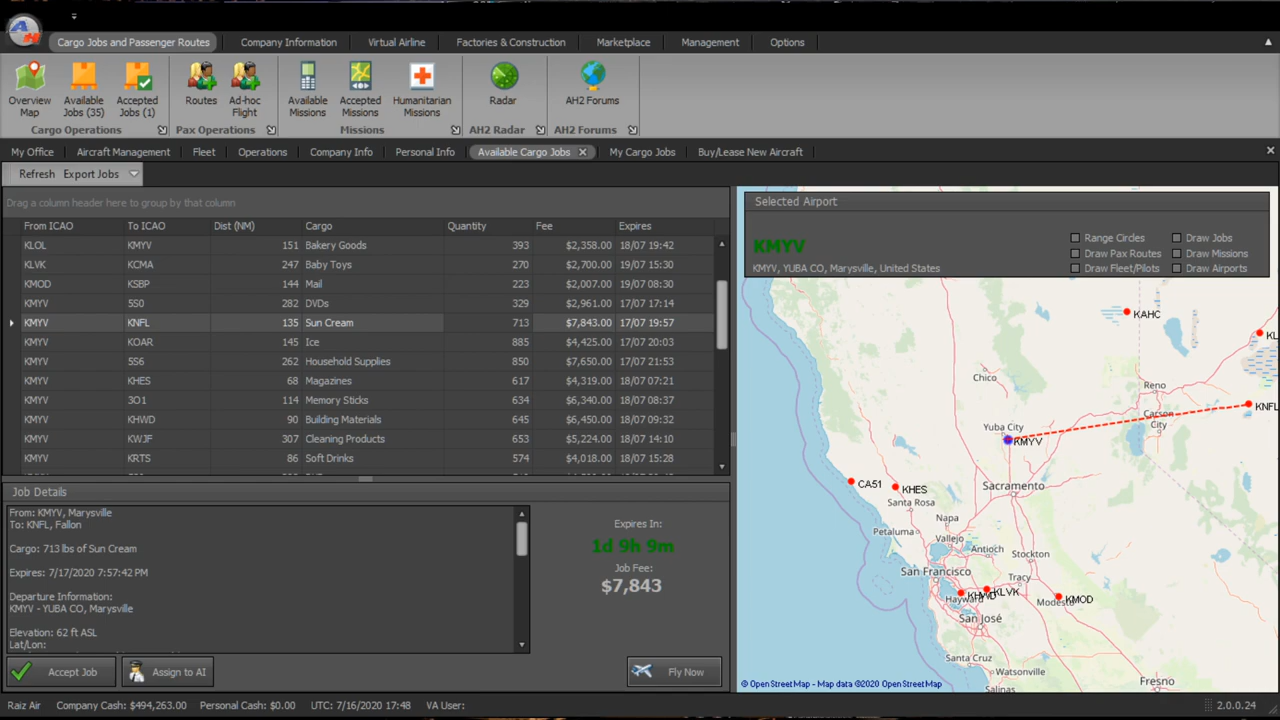 Cargo Jobs and Passenger Routes Company Information Virtual Airline Factories & Construction Marketplace Management Options
Overview Map Available Jobs (35) Accepted Jobs (1) Routes Ad-hoc Flight Available Missions Accepted Missions Humanitarian Missions Radar AH2 Forums
Cargo Operations Pax Operations Missions AH2 Radar AH2 Forums
My Office Aircraft Management Fleet Operations Company Info Personal Info Available Cargo Jobs My Cargo Jobs Buy/Lease New Aircraft
Refresh Export Jobs
Drag a column header here to group by that column
From ICAO To ICAO Dist (NM) Cargo Quantity Fee Expires
KLOL KMYV 151 Bakery Goods 393 $2,358.00 18/07 19:42
KLVK KCMA 247 Baby Toys 270 $2,700.00 19/07 15:30
KMOD KSBP 144 Mail 223 $2,007.00 19/07 08:30
KMYV 5S0 282 DVDs 329 $2,961.00 17/07 17:14
KMYV KNFL 135 Sun Cream 713 $7,843.00 17/07 19:57
KMYV KOAR 145 Ice 885 $4,425.00 17/07 20:03
KMYV 5S6 262 Household Supplies 850 $7,650.00 17/07 21:53
KMYV KHES 68 Magazines 617 $4,319.00 18/07 07:21
KMYV 3O1 114 Memory Sticks 634 $6,340.00 18/07 08:37
KMYV KHWD 90 Building Materials 645 $6,450.00 18/07 09:32
KMYV KWJF 307 Cleaning Products 653 $5,224.00 18/07 14:10
KMYV KRTS 86 Soft Drinks 574 $4,018.00 18/07 15:28
Job Details
From: KMYV, Marysville
To: KNFL, Fallon
Cargo: 713 lbs of Sun Cream
Expires: 7/17/2020 7:57:42 PM
Departure Information:
KMYV - YUBA CO, Marysville
Elevation: 62 ft ASL
Lat/Lon:
Expires In:
1d 9h 9m
Job Fee:
$7,843
Accept Job Assign to AI Fly Now
Selected Airport
KMYV
KMYV, YUBA CO, Marysville, United States
Range Circles Draw Jobs
Draw Pax Routes Draw Missions
Draw Fleet/Pilots Draw Airports
KAHC
KL
Chico
Reno
Carson City
KNFL
Yuba City
KMYV
CA51
KHES
Sacramento
Santa Rosa
Napa
Petaluma
Vallejo
Antioch
Stockton
San Francisco
Tracy
Hayward
KHWD
KLVK
Modesto
KMOD
San José
Santa Cruz
Watsonville
Salinas
Fresno
© OpenStreetMap - Map data ©2020 OpenStreetMap
Raiz Air Company Cash: $494,263.00 Personal Cash: $0.00 UTC: 7/16/2020 17:48 VA User: 2.0.0.24